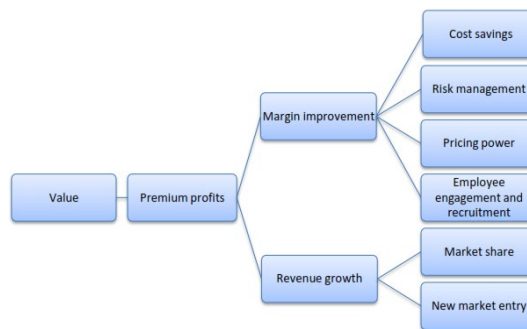 Value
Premium profits
Margin improvement
Cost savings
Risk management
Pricing power
Employee
engagement and
recruitment
Revenue growth
Market share
New market entry